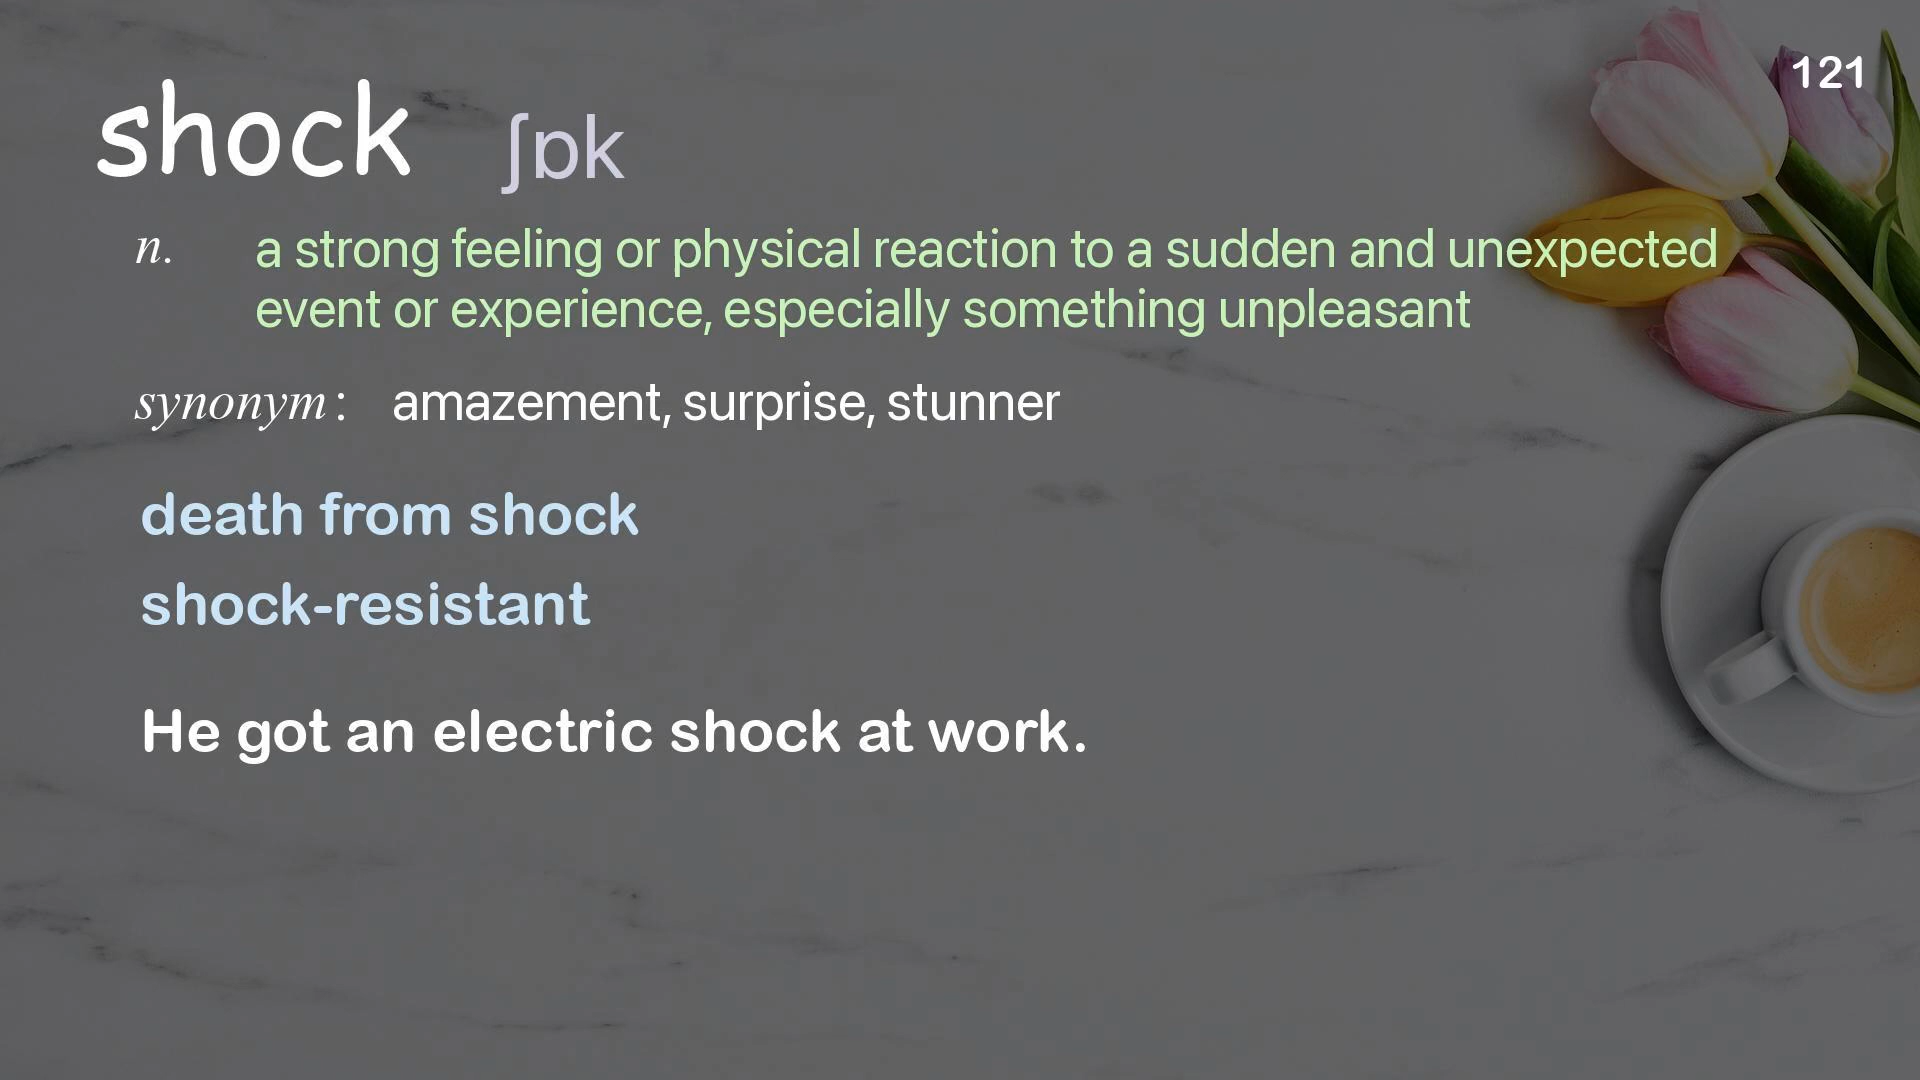 121
shock ʃɒk
n. a strong feeling or physical reaction to a sudden and unexpected
event or experience, especially something unpleasant
synonym: amazement, surprise, stunner
death from shock
shock-resistant
He got an electric shock at work.